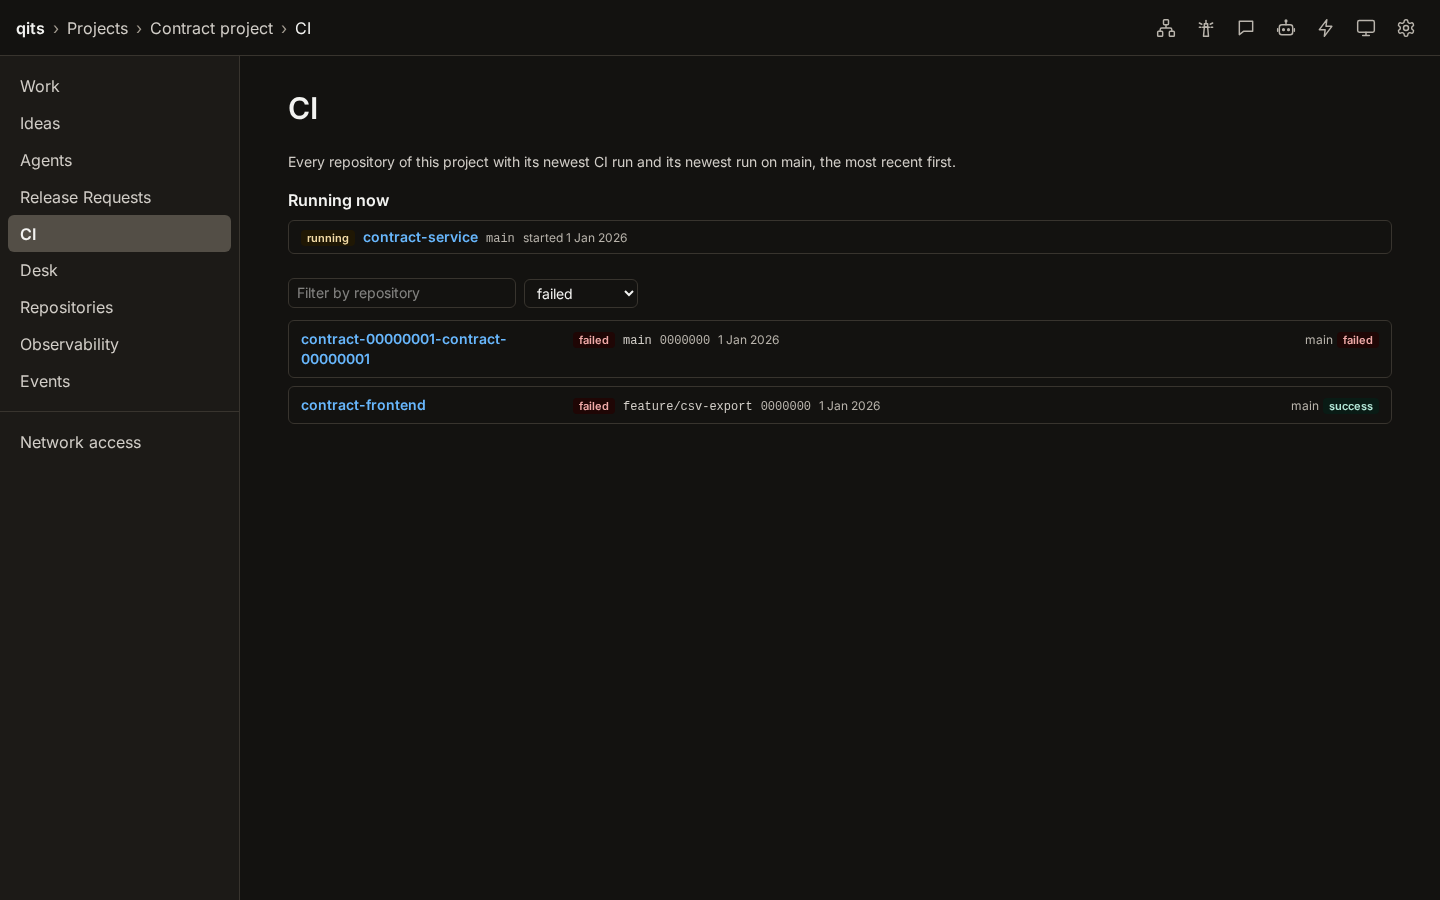 qits › Projects › Contract project › CI
Work
Ideas
Agents
Release Requests
CI
Desk
Repositories
Observability
Events
Network access
CI
Every repository of this project with its newest CI run and its newest run on main, the most recent first.
Running now
running contract-service main started 1 Jan 2026
Filter by repository failed
contract-00000001-contract-00000001 failed main 0000000 1 Jan 2026 main failed
contract-frontend failed feature/csv-export 0000000 1 Jan 2026 main success